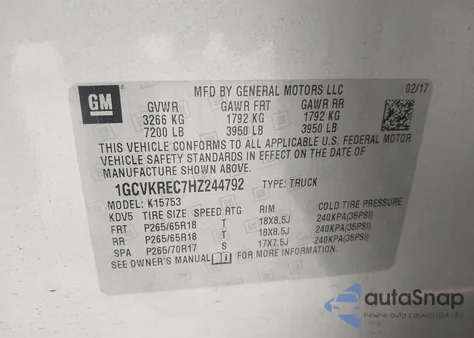 MFD BY GENERAL MOTORS LLC 02/17
GM
GVWR GAWR FRT GAWR RR
3266 KG 1792 KG 1792 KG
7200 LB 3950 LB 3950 LB
THIS VEHICLE CONFORMS TO ALL APPLICABLE U.S. FEDERAL MOTOR
VEHICLE SAFETY STANDARDS IN EFFECT ON THE DATE OF
MANUFACTURE SHOWN ABOVE.
1GCVKREC7HZ244792 TYPE: TRUCK
MODEL: K15753
KDV5 TIRE SIZE SPEED RTG RIM COLD TIRE PRESSURE
FRT P265/65R18 T 18X8.5J 240KPA(35PSI)
RR P265/65R18 T 18X8.5J 240KPA(35PSI)
SPA P265/70R17 S 17X7.5J 240KPA(35PSI)
SEE OWNER'S MANUAL FOR MORE INFORMATION.
autoSnap
Pewne auto z USA